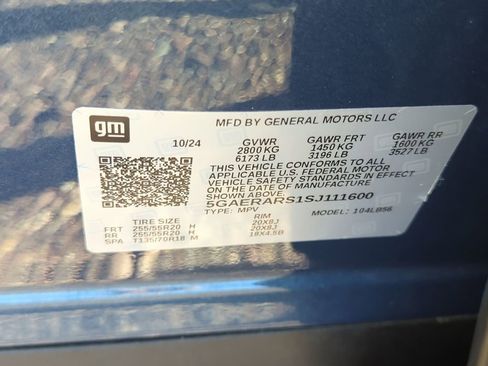 gm
MFD BY GENERAL MOTORS LLC
10/24 GVWR GAWR FRT GAWR RR
2800 KG 1450 KG 1600 KG
6173 LB 3196 LB 3527 LB
THIS VEHICLE CONFORMS TO ALL
APPLICABLE U.S. FEDERAL MOTOR
VEHICLE SAFETY STANDARDS IN EFFECT
ON THE DATE OF MANUFACTURE SHOWN ABOVE.
5GAERARS1SJ111600
TYPE: MPV MODEL: 104LB56
TIRE SIZE RIM
FRT 255/55R20 H 20X8J
RR 255/55R20 H 20X8J
SPA T135/70R18 M 18X4.5B